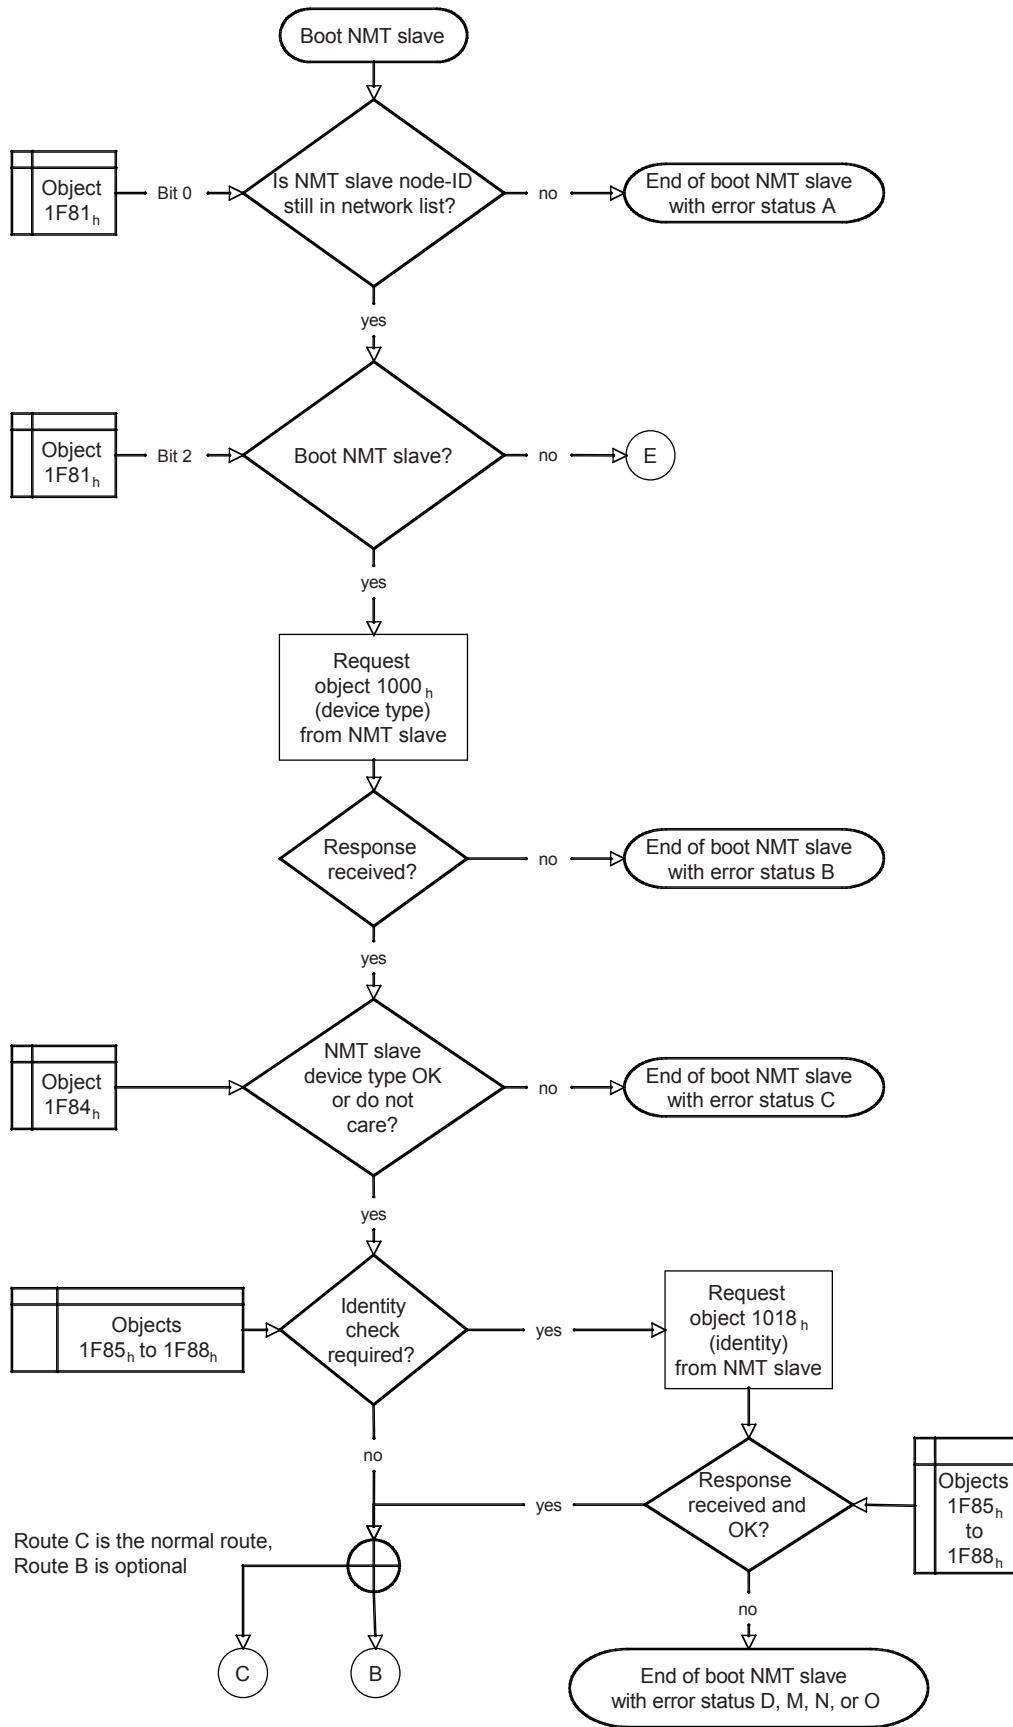 Boot NMT slave
Object
1F81h
Bit 0
Is NMT slave node-ID
still in network list?
no
End of boot NMT slave
with error status A
yes
Object
1F81h
Bit 2
Boot NMT slave?
no
E
yes
Request
object 1000 h
(device type)
from NMT slave
Response
received?
no
End of boot NMT slave
with error status B
yes
Object
1F84h
NMT slave
device type OK
or do not
care?
no
End of boot NMT slave
with error status C
yes
Objects
1F85h to 1F88h
Identity
check
required?
yes
Request
object 1018 h
(identity)
from NMT slave
no
Response
received and
OK?
Objects
1F85h
to
1F88h
yes
Route C is the normal route,
Route B is optional
no
C
B
End of boot NMT slave
with error status D, M, N, or O